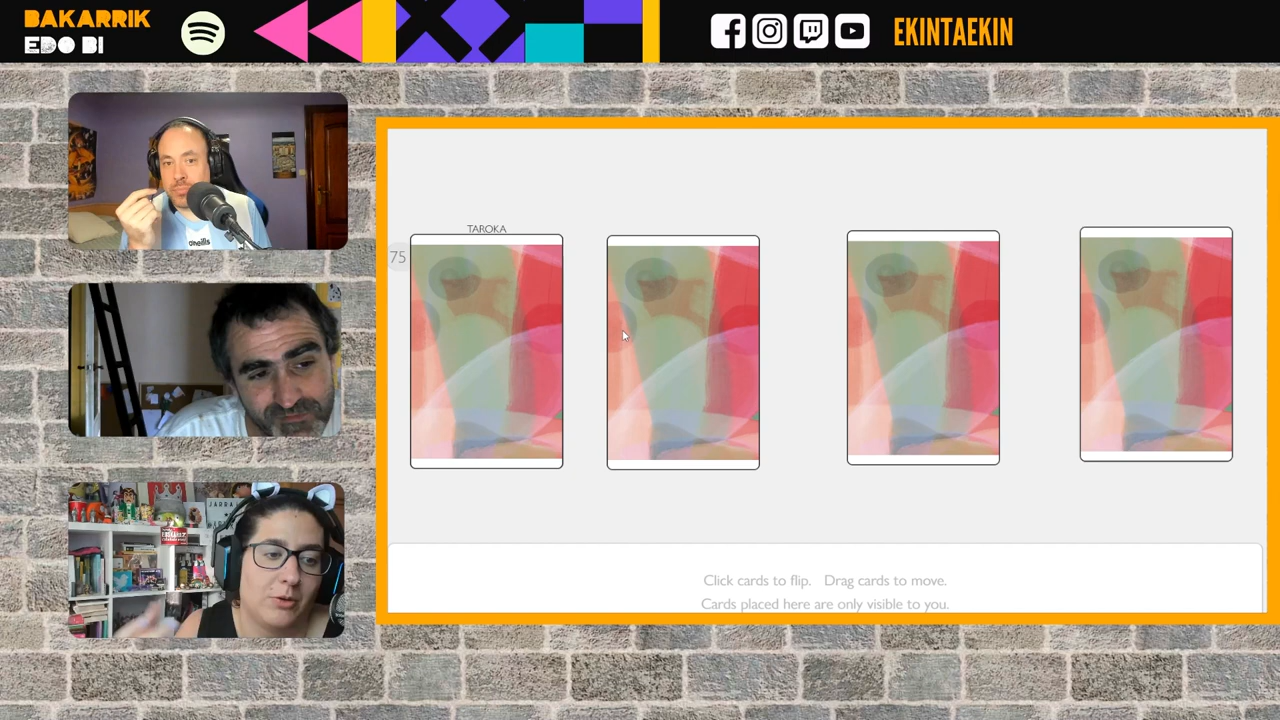 BAKARRIK
EDO BI
EKINTAEKIN
O'NEILL
TAROKA
75
Click cards to flip. Drag cards to move.
Cards placed here are only visible to you.